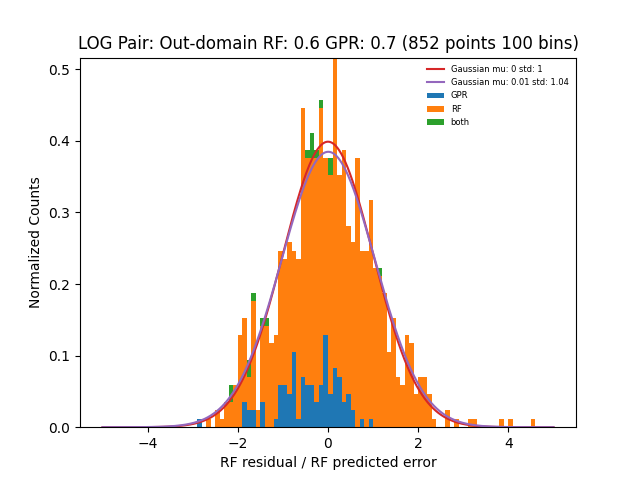 LOG Pair: Out-domain RF: 0.6 GPR: 0.7 (852 points 100 bins)
Gaussian mu: 0 std: 1
Gaussian mu: 0.01 std: 1.04
GPR
RF
both
Normalized Counts
0.5
0.4
0.3
0.2
0.1
0.0
−4 −2 0 2 4
RF residual / RF predicted error